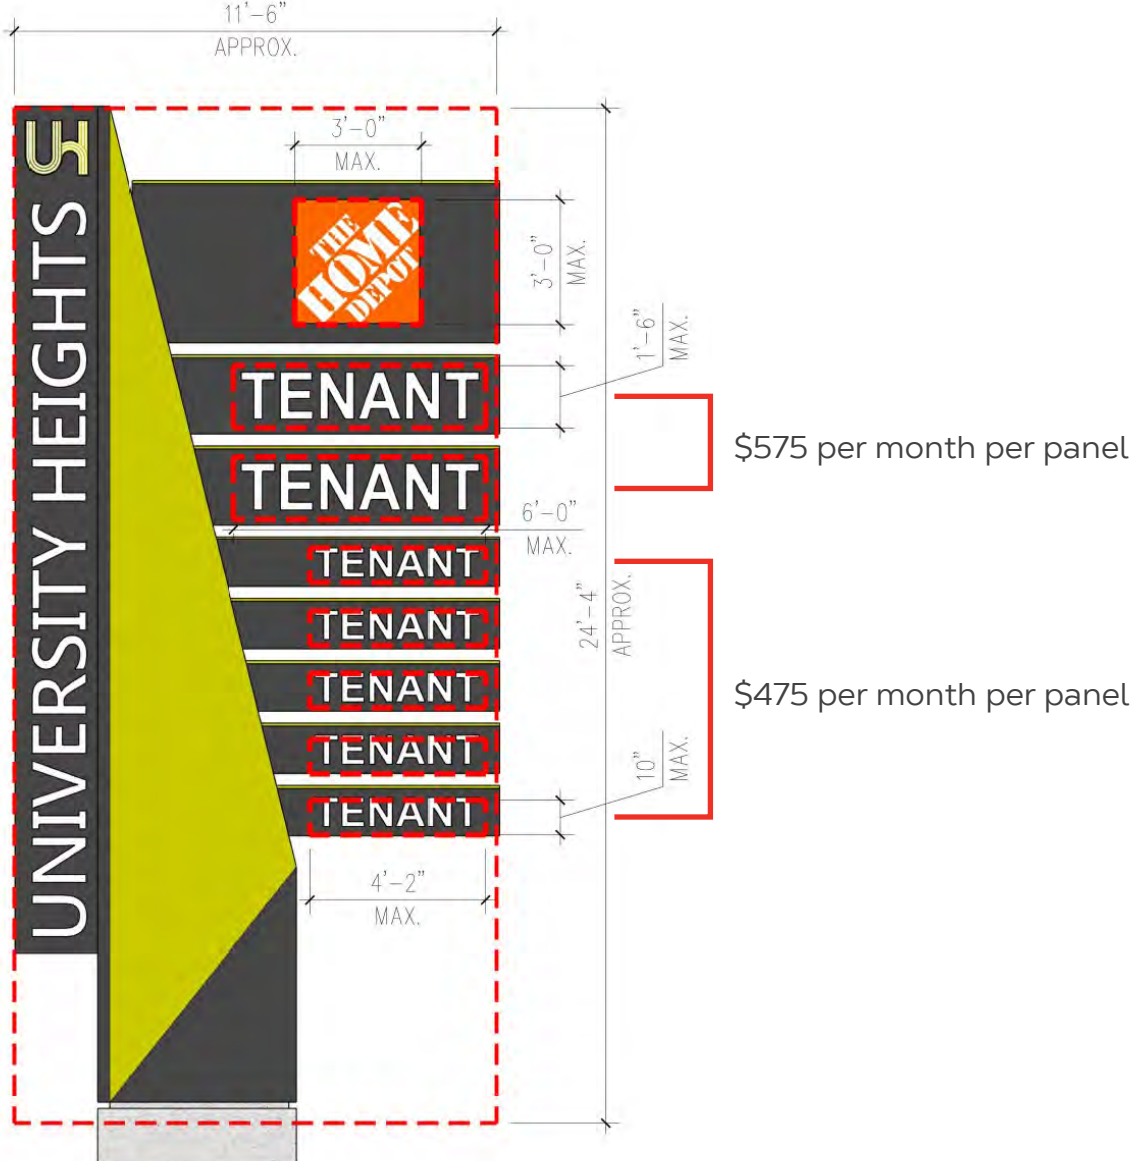 11'-6"
APPROX.
UH
UNIVERSITY HEIGHTS
3'-0"
MAX.
THE
HOME
DEPOT
3'-0"
MAX.
1'-6"
MAX.
TENANT
TENANT
$575 per month per panel
6'-0"
MAX.
TENANT
TENANT
TENANT
TENANT
TENANT
24'-4"
APPROX.
$475 per month per panel
10"
MAX.
4'-2"
MAX.